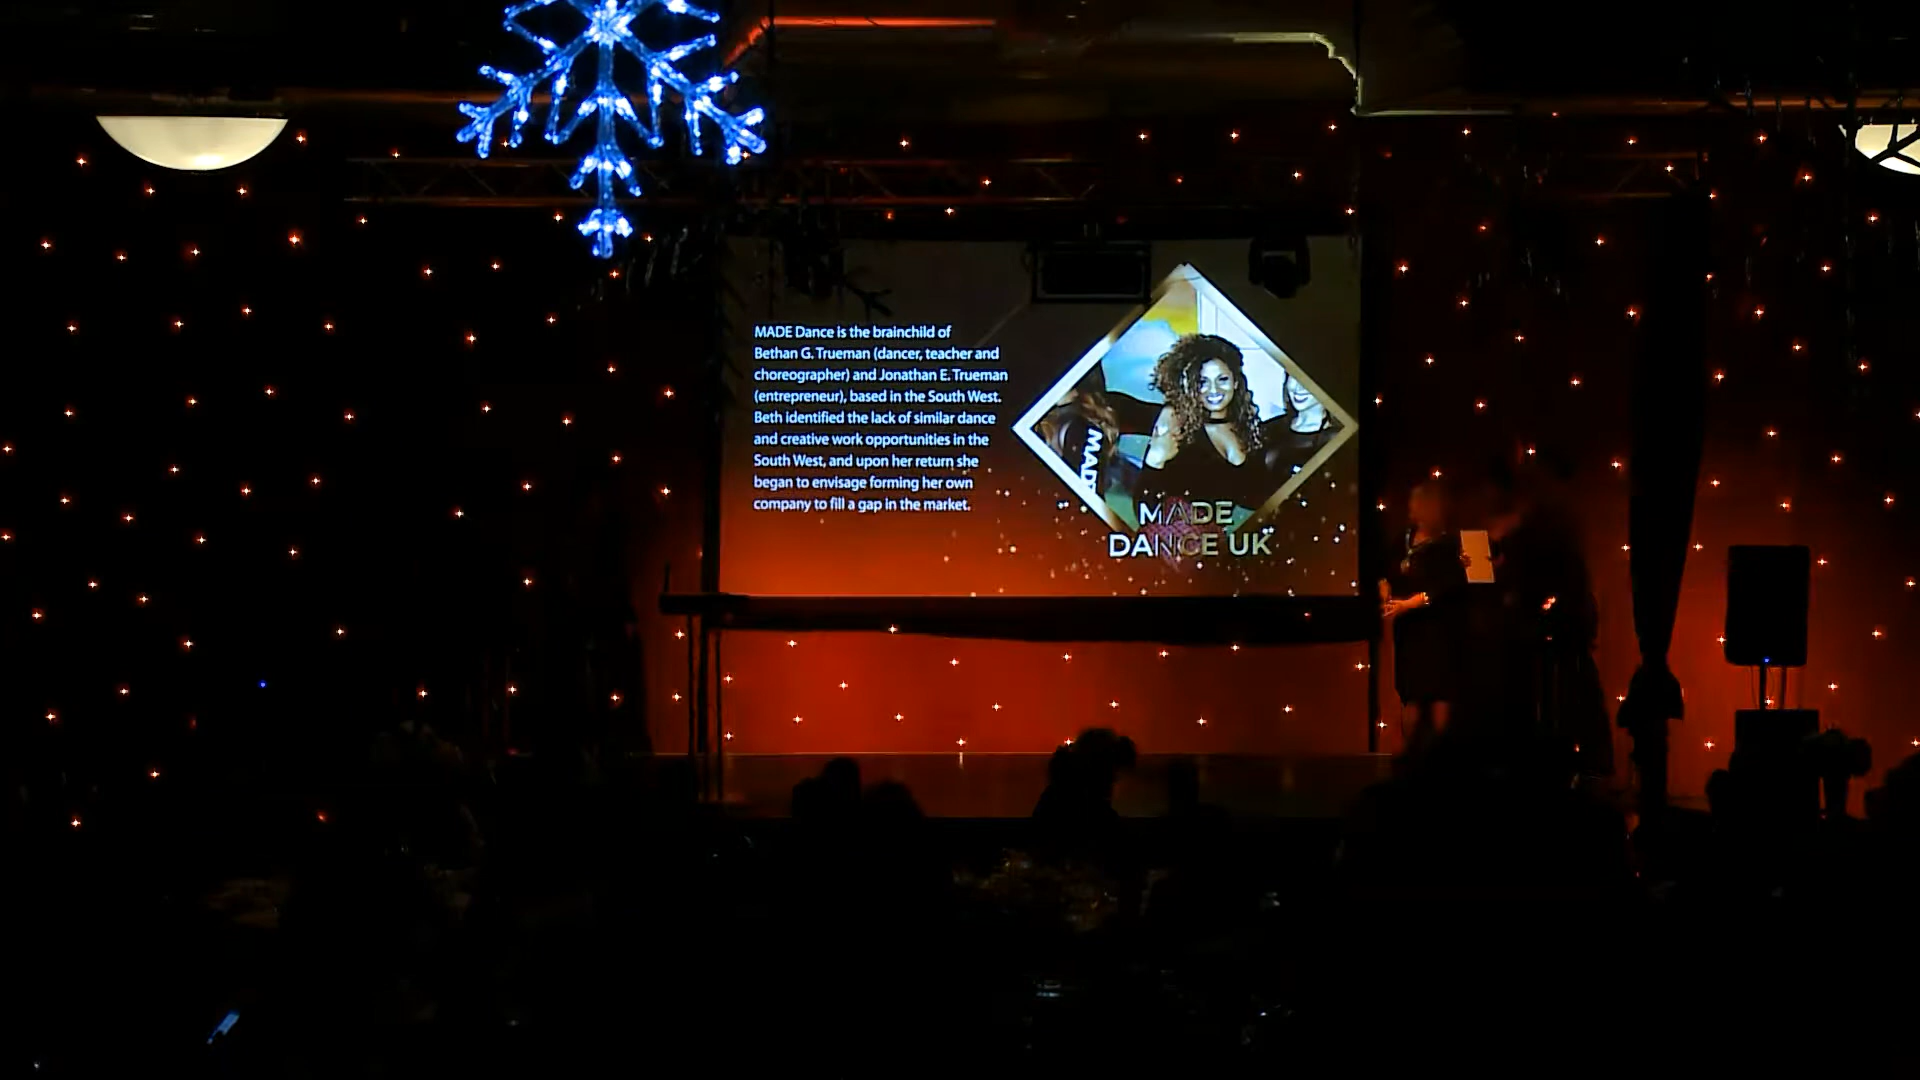 MADE Dance is the brainchild of
Bethan G. Trueman (dancer, teacher and
choreographer) and Jonathan E. Trueman
(entrepreneur), based in the South West.
Beth identified the lack of similar dance
and creative work opportunities in the
South West, and upon her return she
began to envisage forming her own
company to fill a gap in the market.
MADE
MADE
DANCE UK